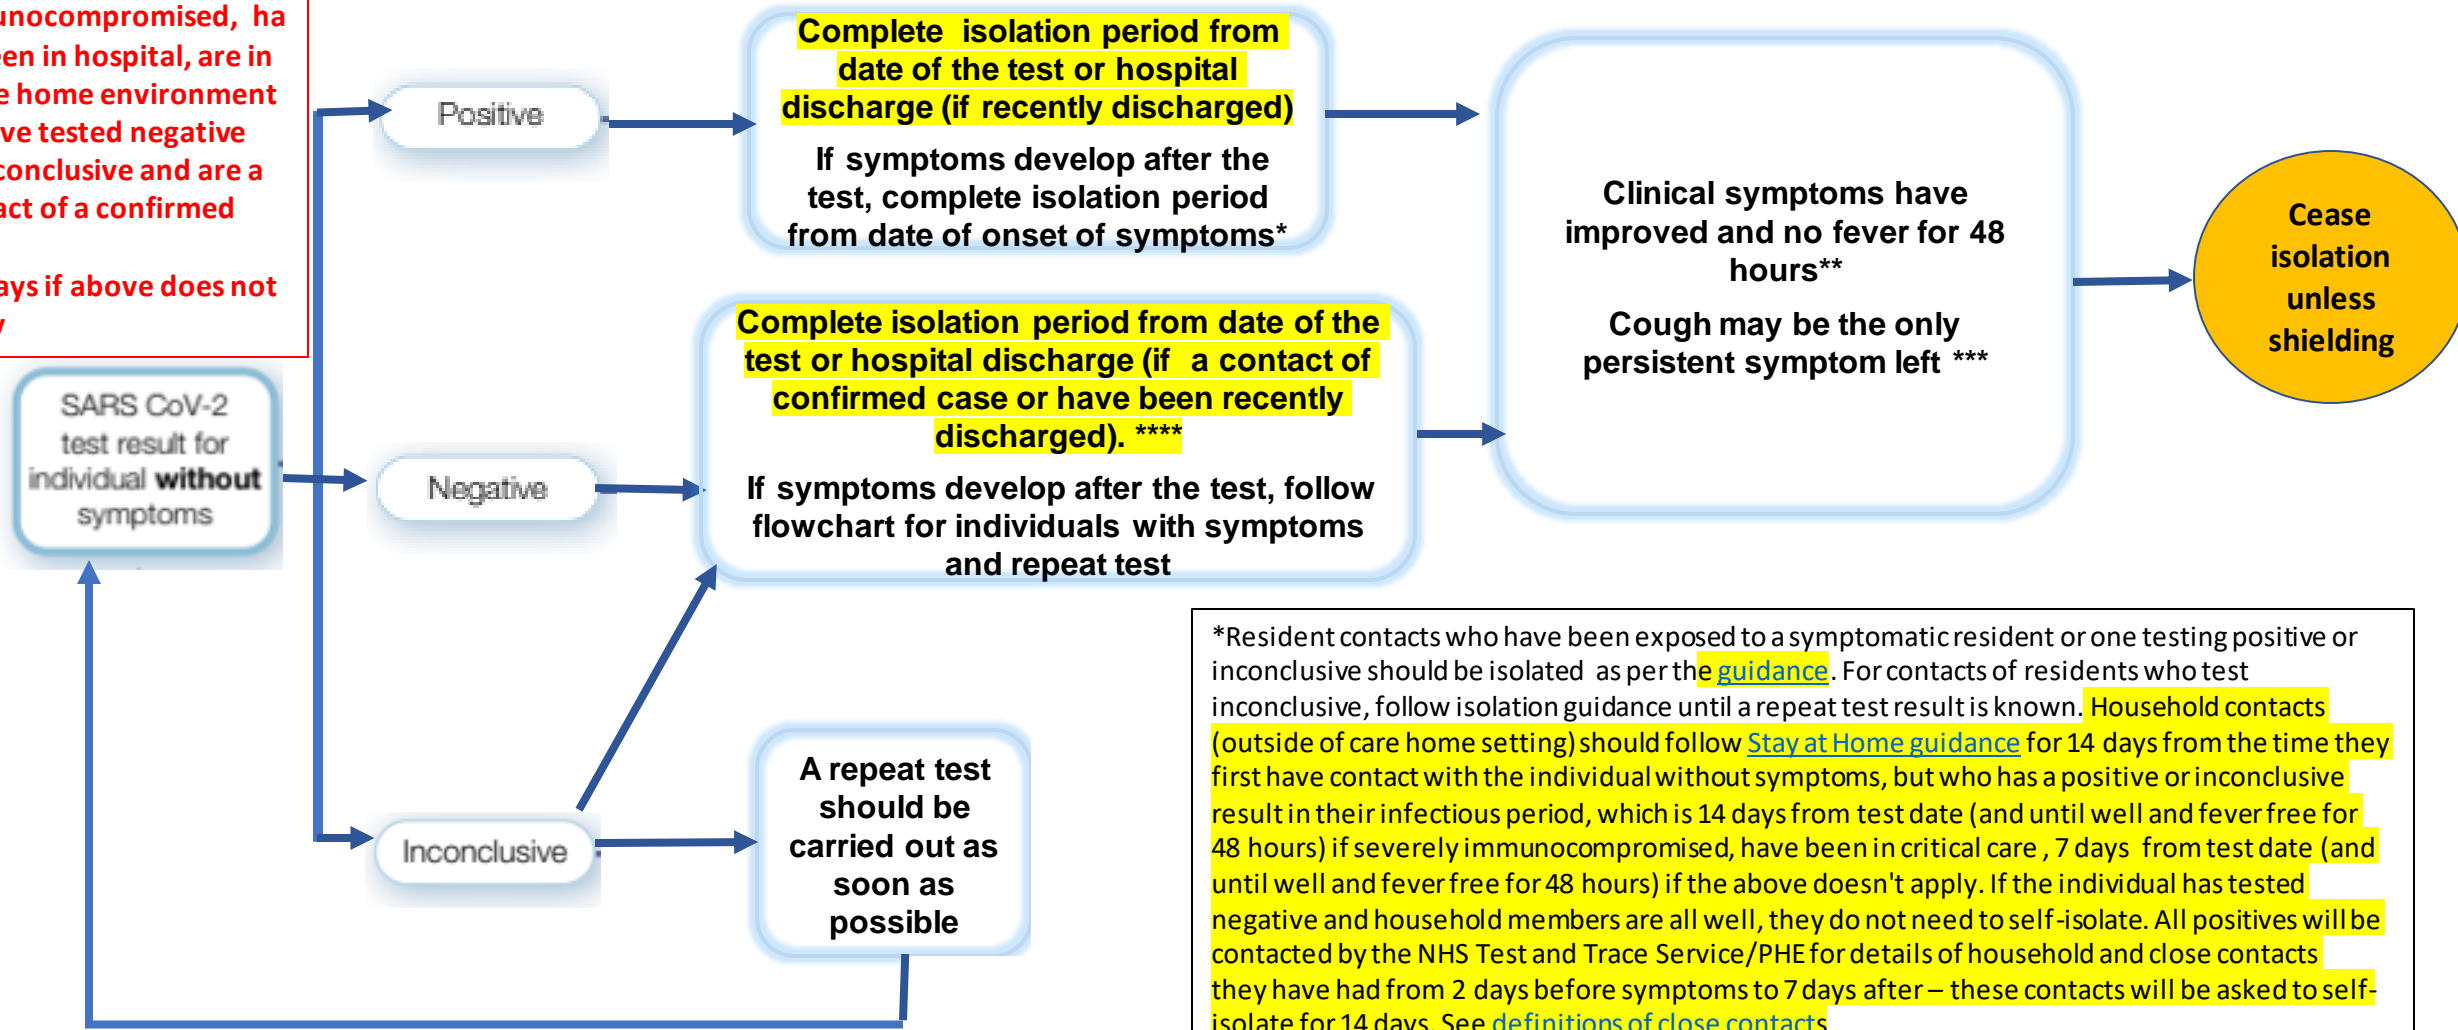 unocompromised, ha
en in hospital, are in
e home environment
ve tested negative
conclusive and are a
act of a confirmed
ays if above does not
SARS CoV-2
test result for
individual without
symptoms
Positive
Negative
Inconclusive
Complete isolation period from
date of the test or hospital
discharge (if recently discharged)
If symptoms develop after the
test, complete isolation period
from date of onset of symptoms*
Complete isolation period from date of the
test or hospital discharge (if a contact of
confirmed case or have been recently
discharged). ****
If symptoms develop after the test, follow
flowchart for individuals with symptoms
and repeat test
A repeat test
should be
carried out as
soon as
possible
Clinical symptoms have
improved and no fever for 48
hours**
Cough may be the only
persistent symptom left ***
Cease
isolation
unless
shielding
*Resident contacts who have been exposed to a symptomatic resident or one testing positive or
inconclusive should be isolated as per the guidance. For contacts of residents who test
inconclusive, follow isolation guidance until a repeat test result is known. Household contacts
(outside of care home setting) should follow Stay at Home guidance for 14 days from the time they
first have contact with the individual without symptoms, but who has a positive or inconclusive
result in their infectious period, which is 14 days from test date (and until well and fever free for
48 hours) if severely immunocompromised, have been in critical care , 7 days from test date (and
until well and fever free for 48 hours) if the above doesn't apply. If the individual has tested
negative and household members are all well, they do not need to self-isolate. All positives will be
contacted by the NHS Test and Trace Service/PHE for details of household and close contacts
they have had from 2 days before symptoms to 7 days after – these contacts will be asked to self-
isolate for 14 days. See definitions of close contacts